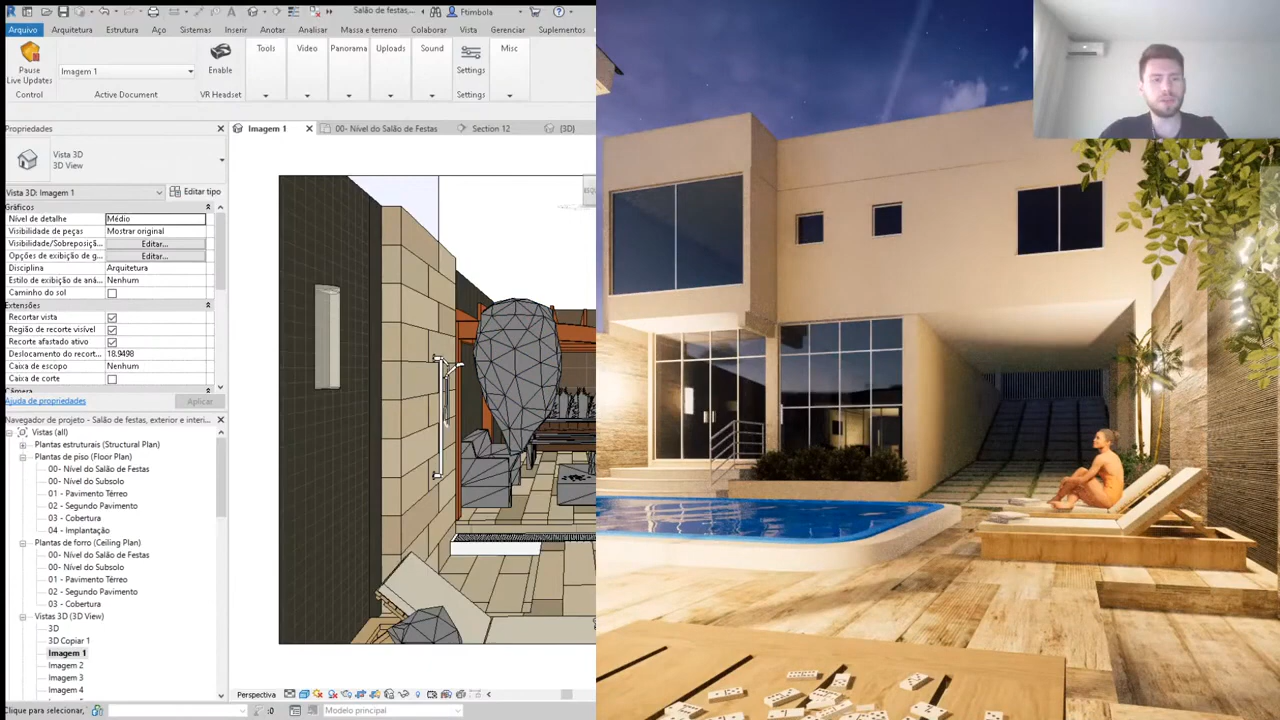 Salão de festas,...
Ftimbola
Arquivo Arquitetura Estrutura Aço Sistemas Inserir Anotar Analisar Massa e terreno Colaborar Vista Gerenciar Suplementos
Pause
Live Updates
Imagem 1
Enable
Tools
Video
Panorama
Uploads
Sound
Settings
Misc
Control
Active Document
VR Headset
Settings
Propriedades
Imagem 1
00- Nível do Salão de Festas
Section 12
{3D}
Vista 3D
3D View
Vista 3D: Imagem 1
Editar tipo
Gráficos
Nível de detalhe Médio
Visibilidade de peças Mostrar original
Visibilidade/Sobreposiçã... Editar...
Opções de exibição de g... Editar...
Disciplina Arquitetura
Estilo de exibição de aná... Nenhum
Caminho do sol
Extensões
Recortar vista
Região de recorte visível
Recorte afastado ativo
Deslocamento do recort... 18.9498
Caixa de escopo Nenhum
Caixa de corte
Câmera
Ajuda de propriedades
Aplicar
Navegador de projeto - Salão de festas, exterior e interi...
Vistas (all)
Plantas estruturais (Structural Plan)
Plantas de piso (Floor Plan)
00- Nível do Salão de Festas
00- Nível do Subsolo
01 - Pavimento Térreo
02 - Segundo Pavimento
03 - Cobertura
04 - Implantação
Plantas de forro (Ceiling Plan)
00- Nível do Salão de Festas
00- Nível do Subsolo
01 - Pavimento Térreo
02 - Segundo Pavimento
03 - Cobertura
Vistas 3D (3D View)
3D
3D Copiar 1
Imagem 1
Imagem 2
Imagem 3
Imagem 4
Perspectiva
Clique para selecionar,
:0
Modelo principal